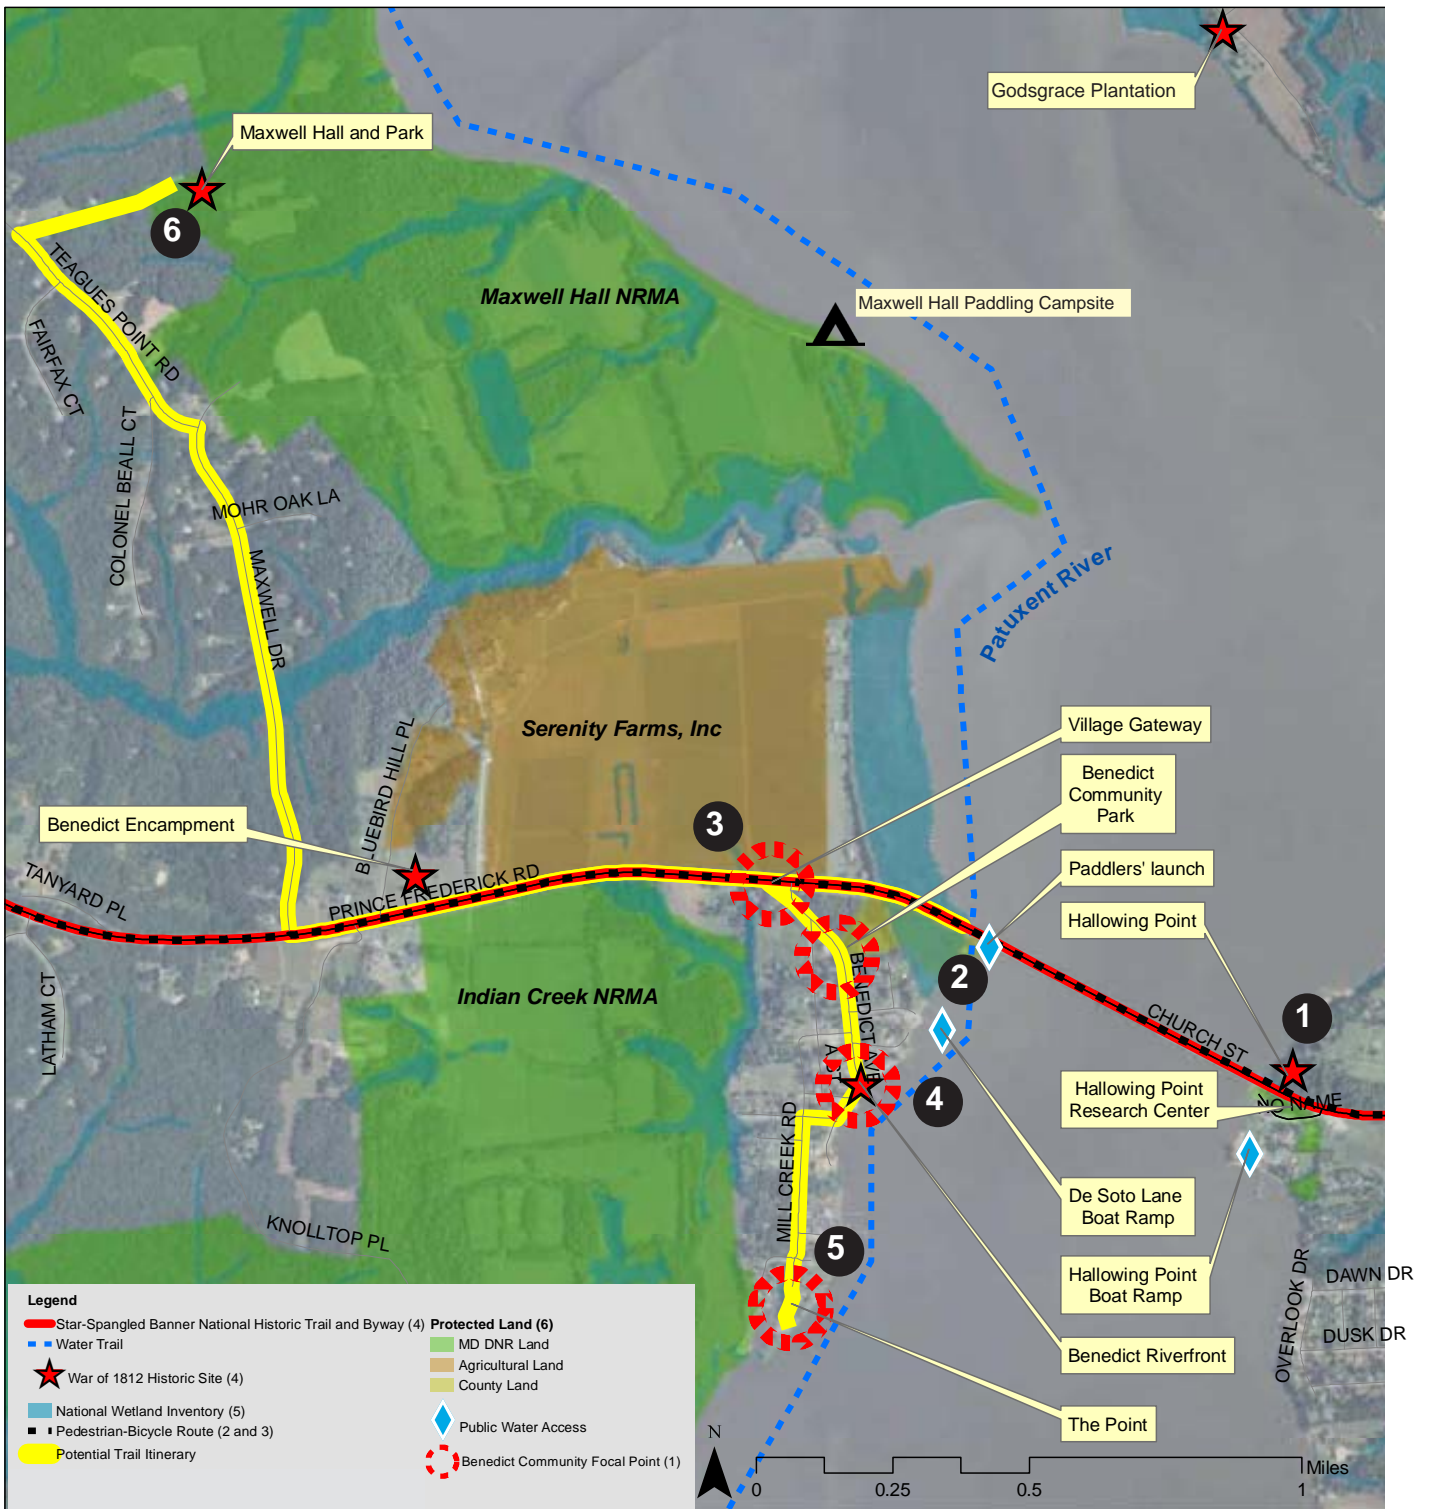 Godsgrace Plantation
Maxwell Hall and Park
6
TEAGUES POINT RD
FAIRFAX CT
Maxwell Hall NRMA
Maxwell Hall Paddling Campsite
COLONEL BEALL CT
MOHR OAK LA
MAXWELL DR
Patuxent River
Serenity Farms, Inc
Village Gateway
BLUEBIRD HILL PL
Benedict
Community
Park
Benedict Encampment
3
Paddlers' launch
TANYARD PL
PRINCE FREDERICK RD
Hallowing Point
BENEDICT AVE
2
LATHAM CT
Indian Creek NRMA
CHURCH ST
1
A CT
4
Hallowing Point
Research Center
NO NAME
MILL CREEK RD
De Soto Lane
Boat Ramp
KNOLLTOP PL
5
Hallowing Point
Boat Ramp
OVERLOOK DR
DAWN DR
DUSK DR
Benedict Riverfront
The Point
Legend
Star-Spangled Banner National Historic Trail and Byway (4)
Water Trail
War of 1812 Historic Site (4)
National Wetland Inventory (5)
Pedestrian-Bicycle Route (2 and 3)
Potential Trail Itinerary
Protected Land (6)
MD DNR Land
Agricultural Land
County Land
Public Water Access
Benedict Community Focal Point (1)
N
Miles
0 0.25 0.5 1